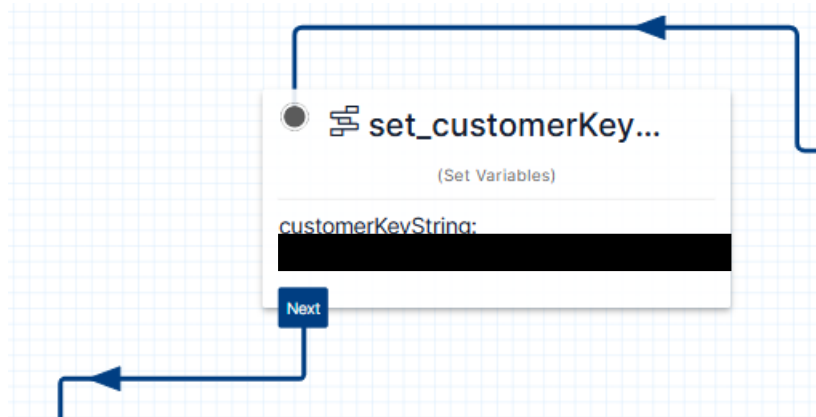 set_customerKey...
(Set Variables)
customerKeyString:
Next